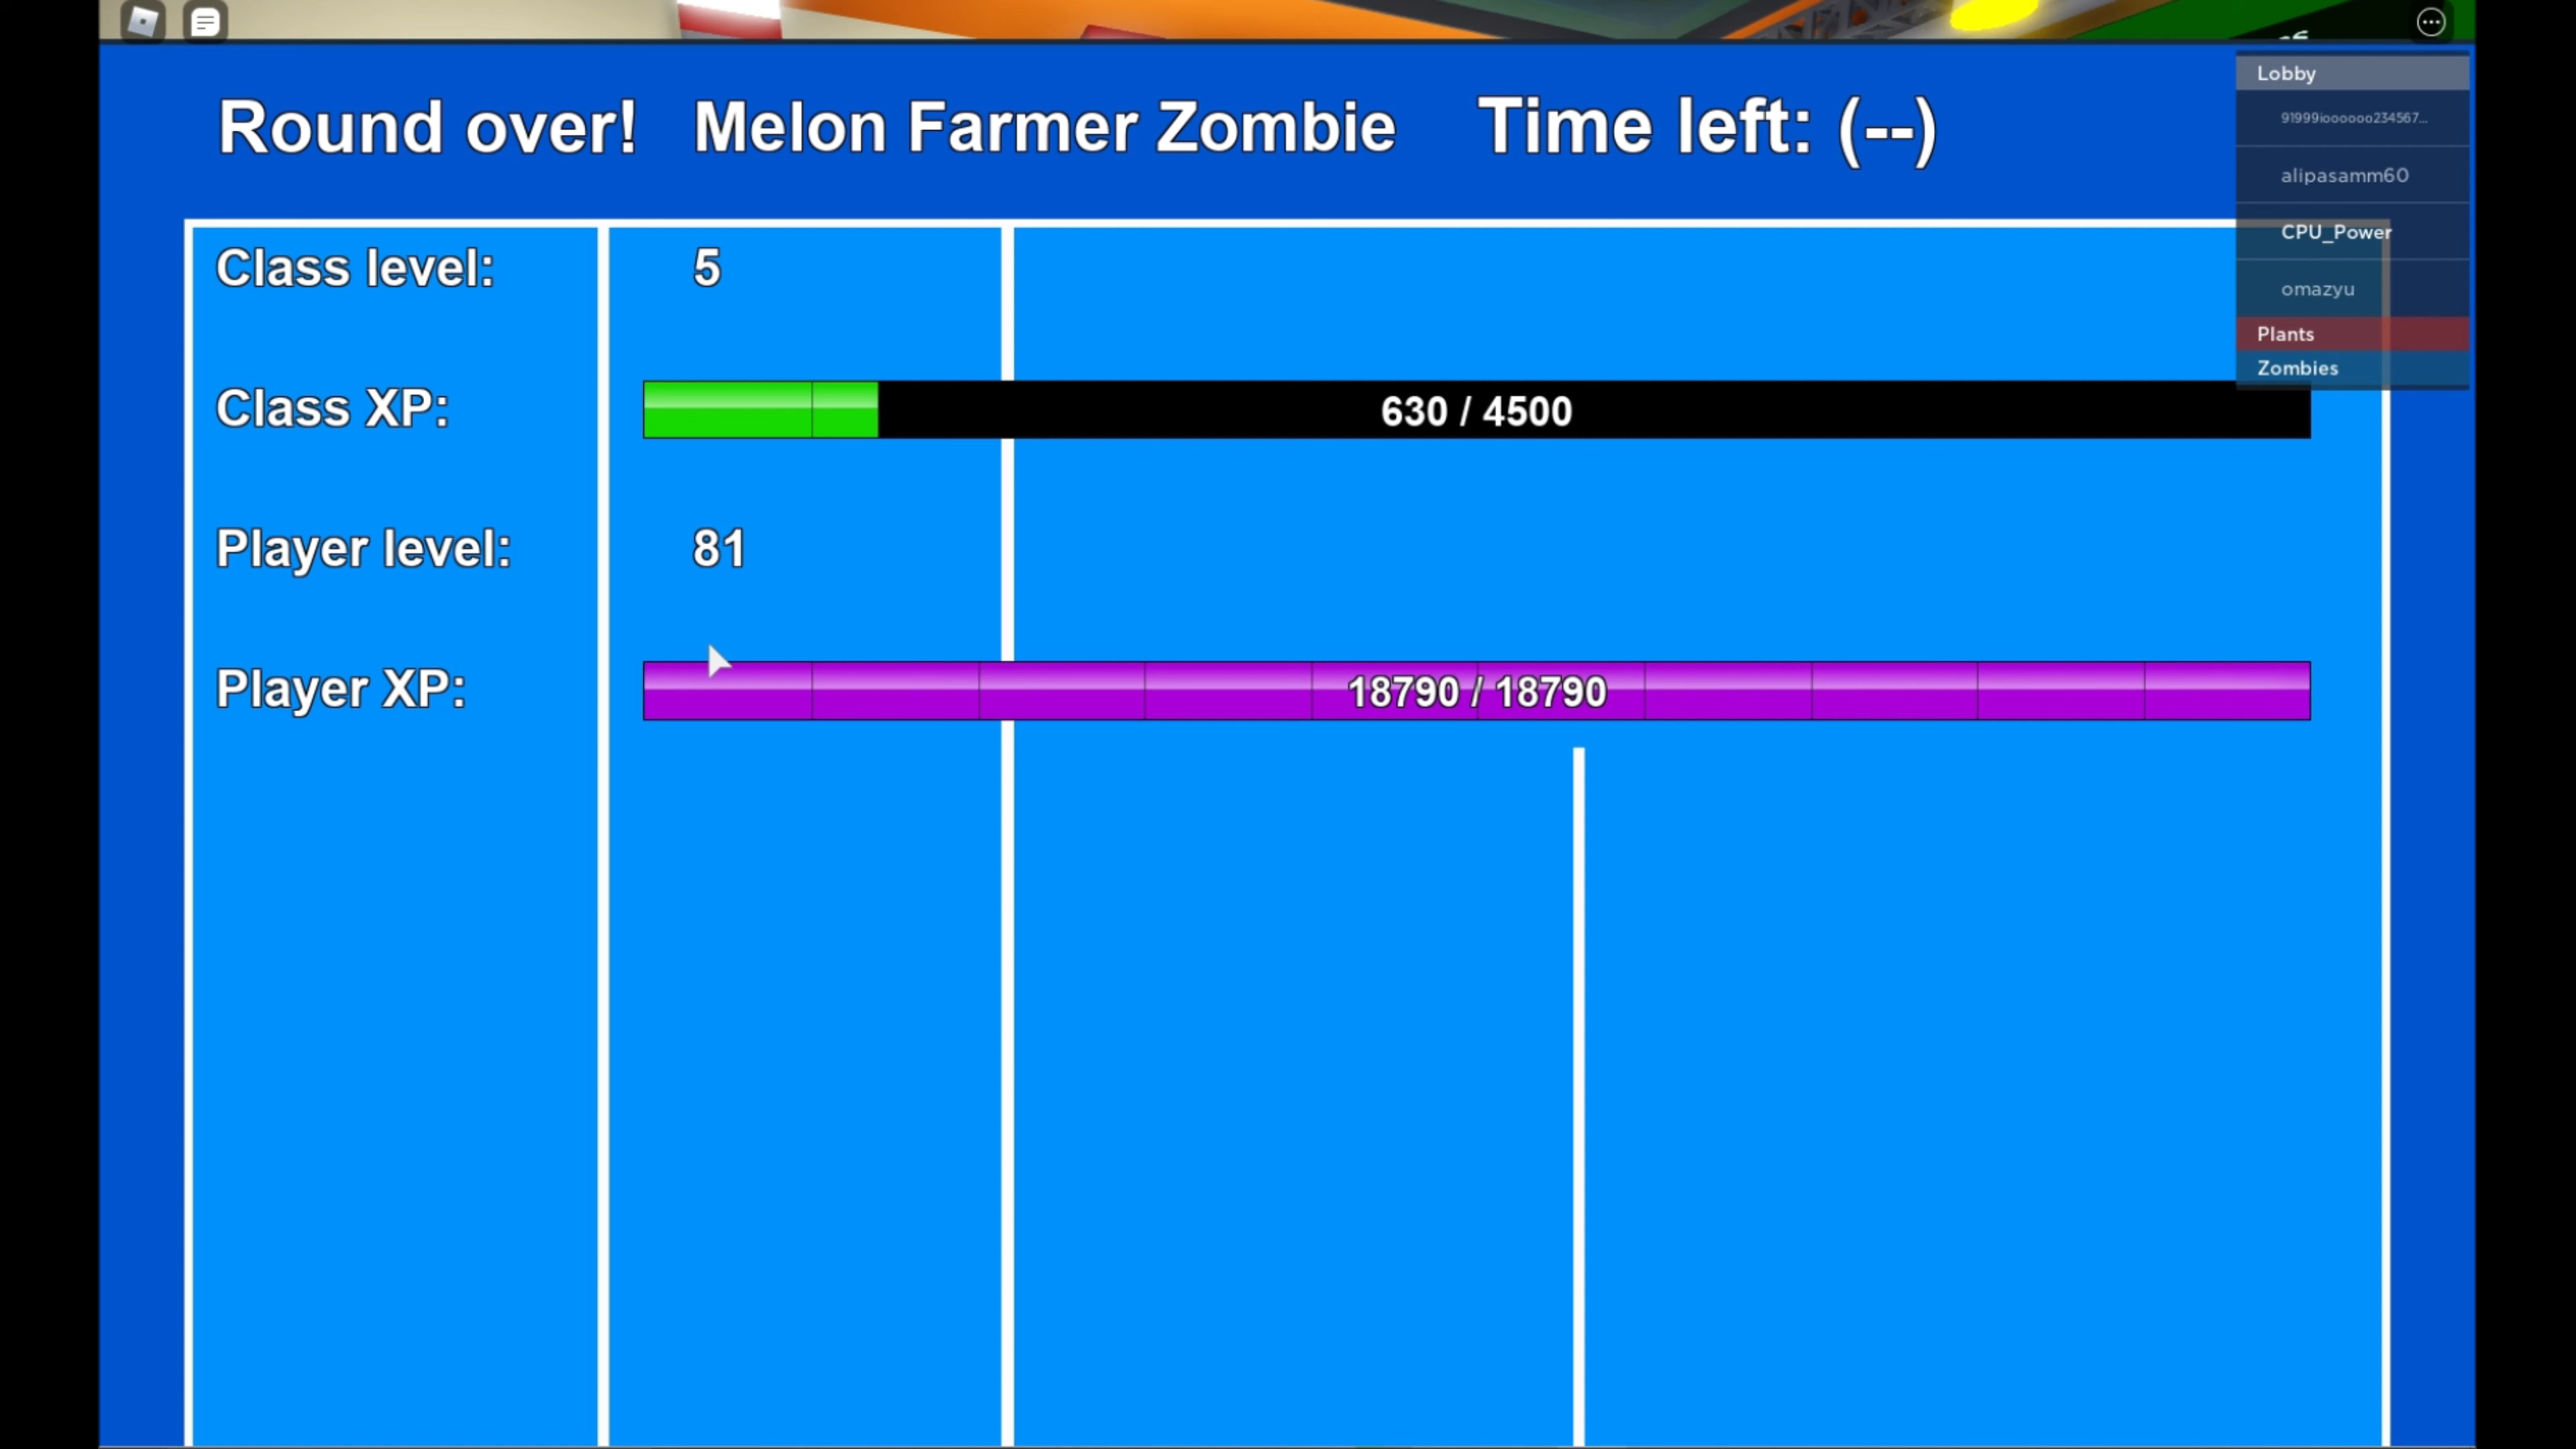 Round over! Melon Farmer Zombie Time left: (--)
Lobby
alipasamm60
CPU_Power
omazyu
Plants
Zombies
Class level: 5
Class XP: 630 / 4500
Player level: 81
Player XP: 18790 / 18790